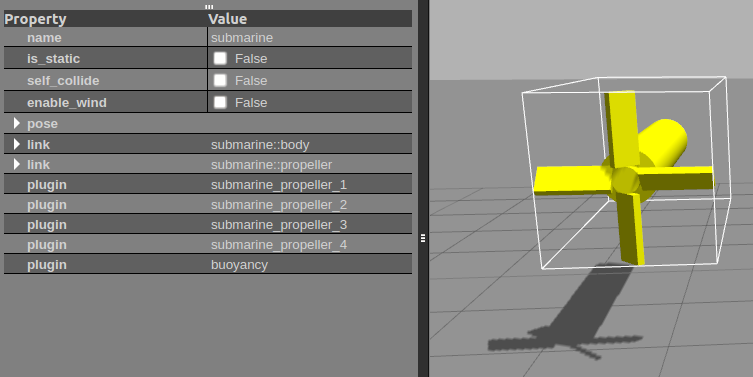 Property Value
name submarine
is_static False
self_collide False
enable_wind False
pose
link submarine::body
link submarine::propeller
plugin submarine_propeller_1
plugin submarine_propeller_2
plugin submarine_propeller_3
plugin submarine_propeller_4
plugin buoyancy